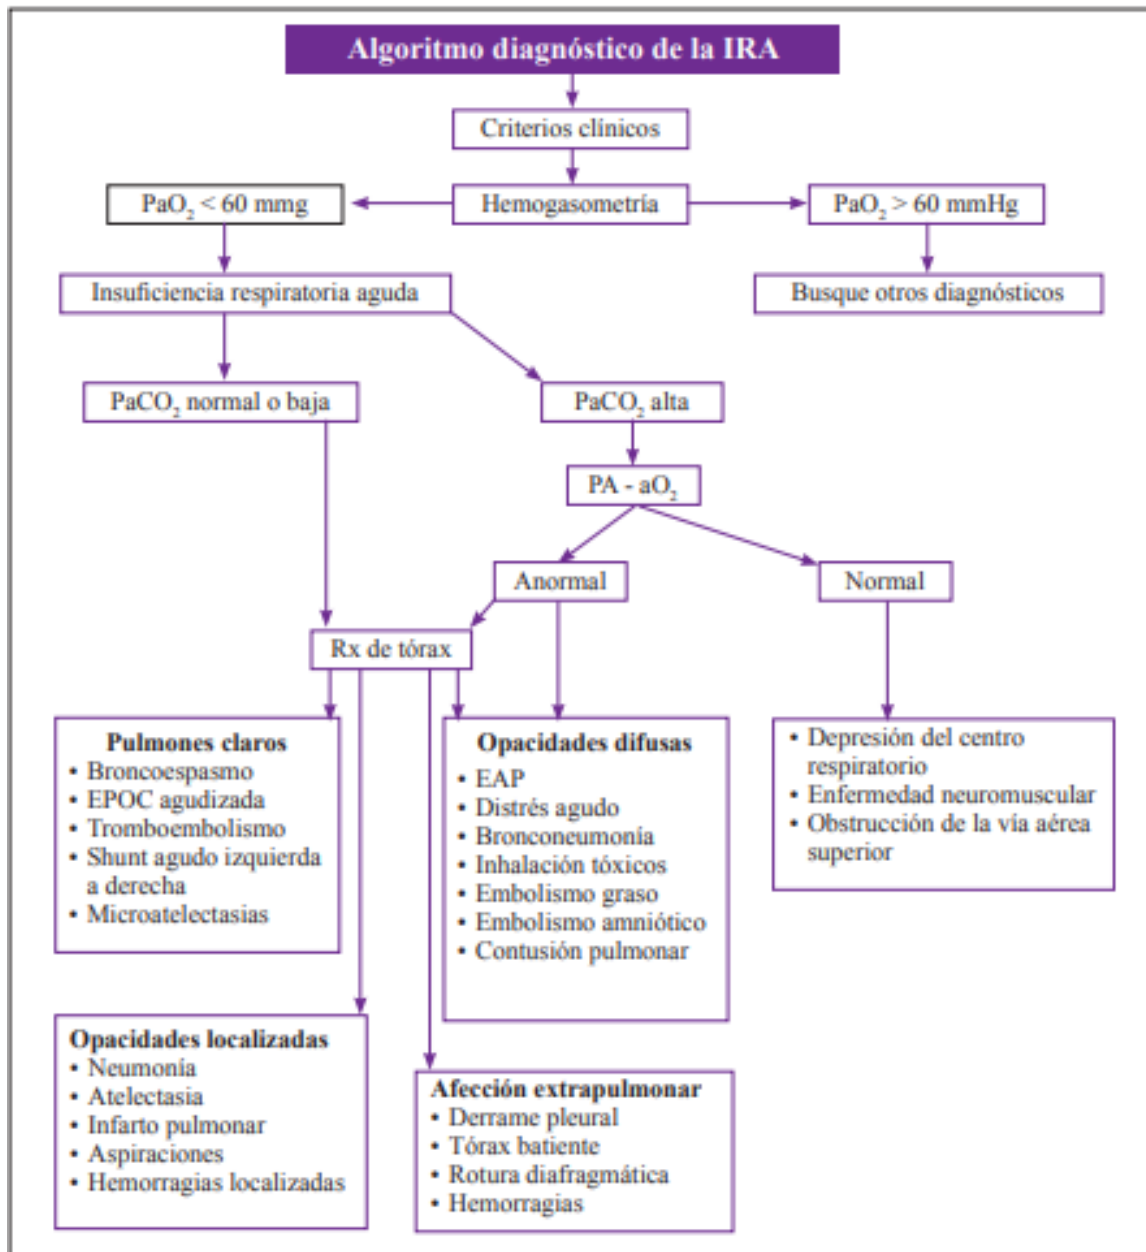 Algoritmo diagnóstico de la IRA
Criterios clínicos
PaO₂ < 60 mmg
Hemogasometría
PaO₂ > 60 mmHg
Insuficiencia respiratoria aguda
Busque otros diagnósticos
PaCO₂ normal o baja
PaCO₂ alta
PA - aO₂
Anormal
Normal
Rx de tórax
Pulmones claros
• Broncoespasmo
• EPOC agudizada
• Tromboembolismo
• Shunt agudo izquierda
a derecha
• Microatelectasias
Opacidades difusas
• EAP
• Distrés agudo
• Bronconeumonía
• Inhalación tóxicos
• Embolismo graso
• Embolismo amniótico
• Contusión pulmonar
• Depresión del centro
respiratorio
• Enfermedad neuromuscular
• Obstrucción de la vía aérea
superior
Opacidades localizadas
• Neumonía
• Atelectasia
• Infarto pulmonar
• Aspiraciones
• Hemorragias localizadas
Afección extrapulmonar
• Derrame pleural
• Tórax batiente
• Rotura diafragmática
• Hemorragias